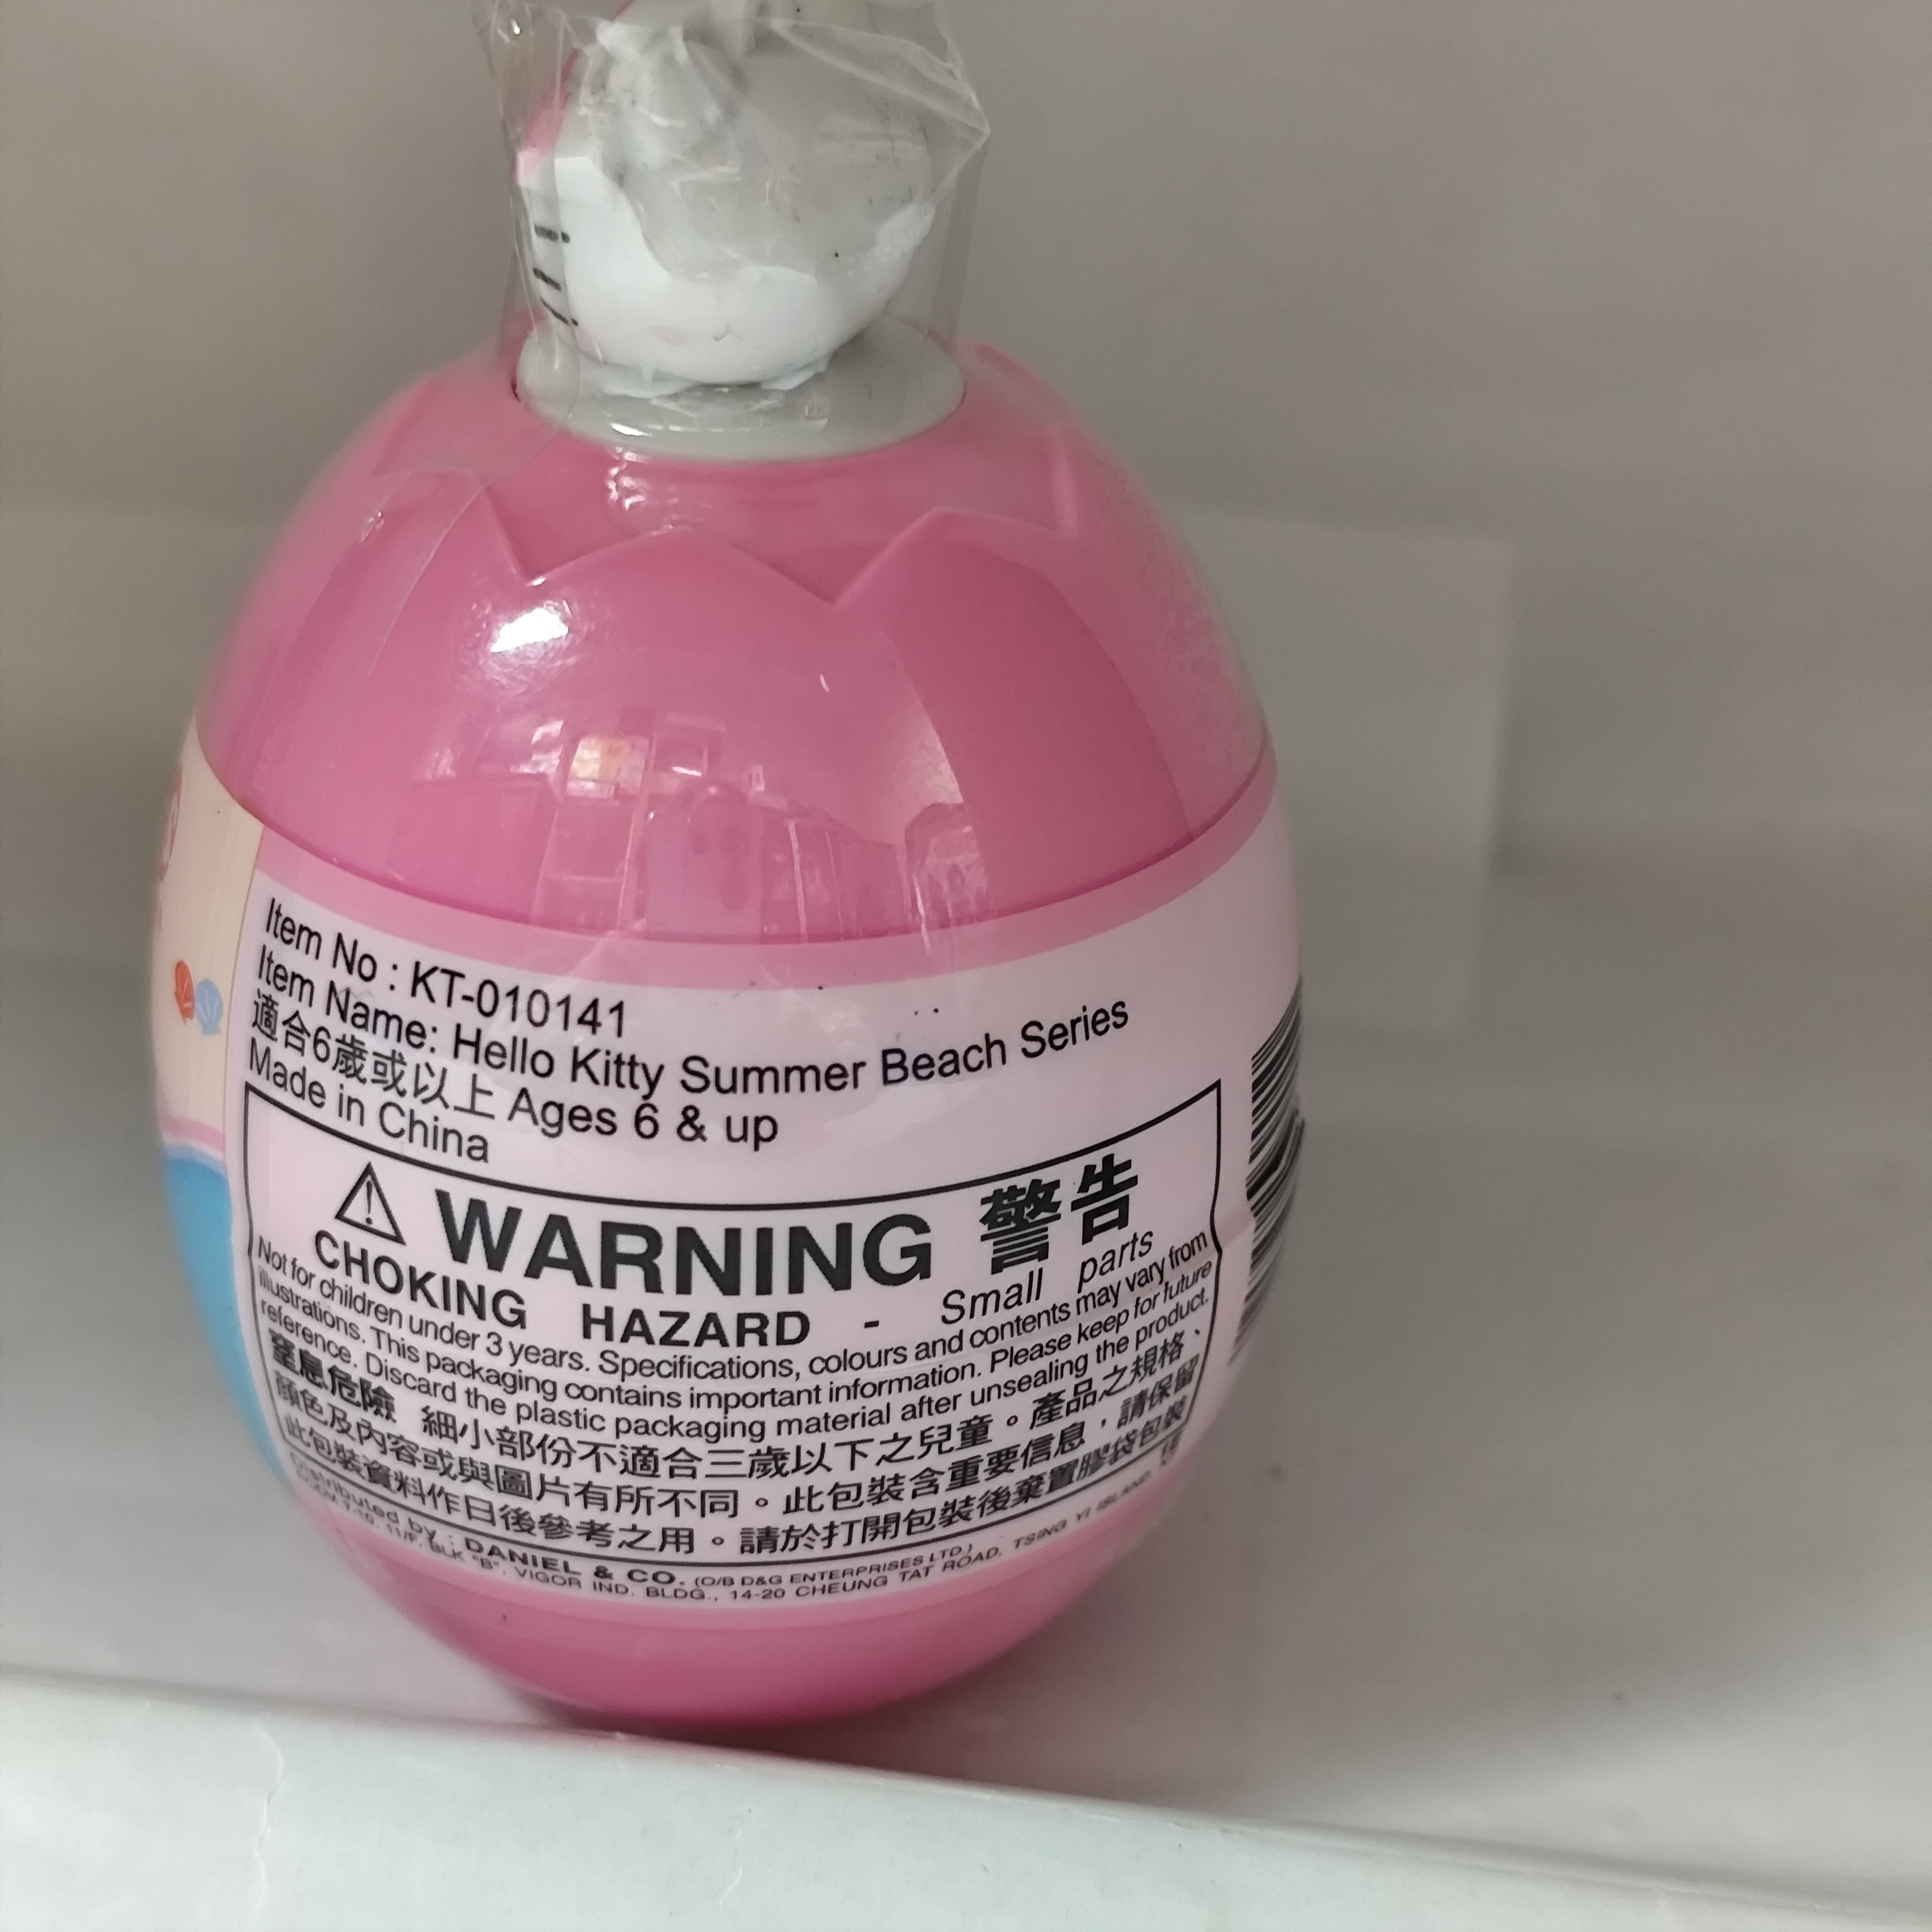 Item No : KT-010141
Item Name: Hello Kitty Summer Beach Series
適合6歲或以上 Ages 6 & up
Made in China
WARNING 警告
CHOKING HAZARD - Small parts
Not for children under 3 years. Specifications, colours and contents may vary from
illustrations. This packaging contains important information. Please keep for future
reference. Discard the plastic packaging material after unsealing the product.
窒息危險 細小部份不適合三歲以下之兒童。產品之規格、
顏色及內容或與圖片有所不同。此包裝含重要信息，請保留
此包裝資料作日後參考之用。請於打開包裝後棄置膠袋包裝
Distributed by : DANIEL & CO. (O/B D&G ENTERPRISES LTD.)
7-10, 11/F, BLK "B", VIGOR IND. BLDG., 14-20 CHEUNG TAT ROAD, TSING YI ISLAND,